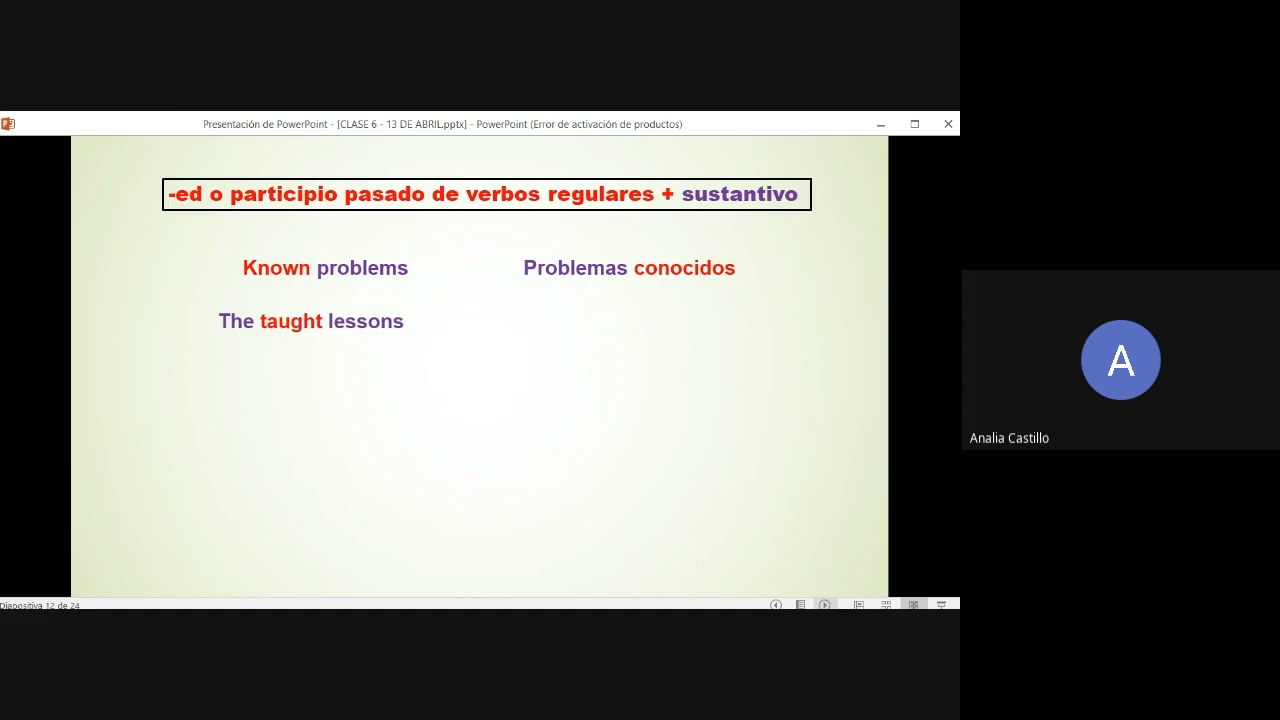 Presentación de PowerPoint - [CLASE 6 - 13 DE ABRIL.pptx] - PowerPoint (Error de activación de productos)
-ed o participio pasado de verbos regulares + sustantivo
Known problems
Problemas conocidos
The taught lessons
A
Analia Castillo
Diapositiva 12 de 24